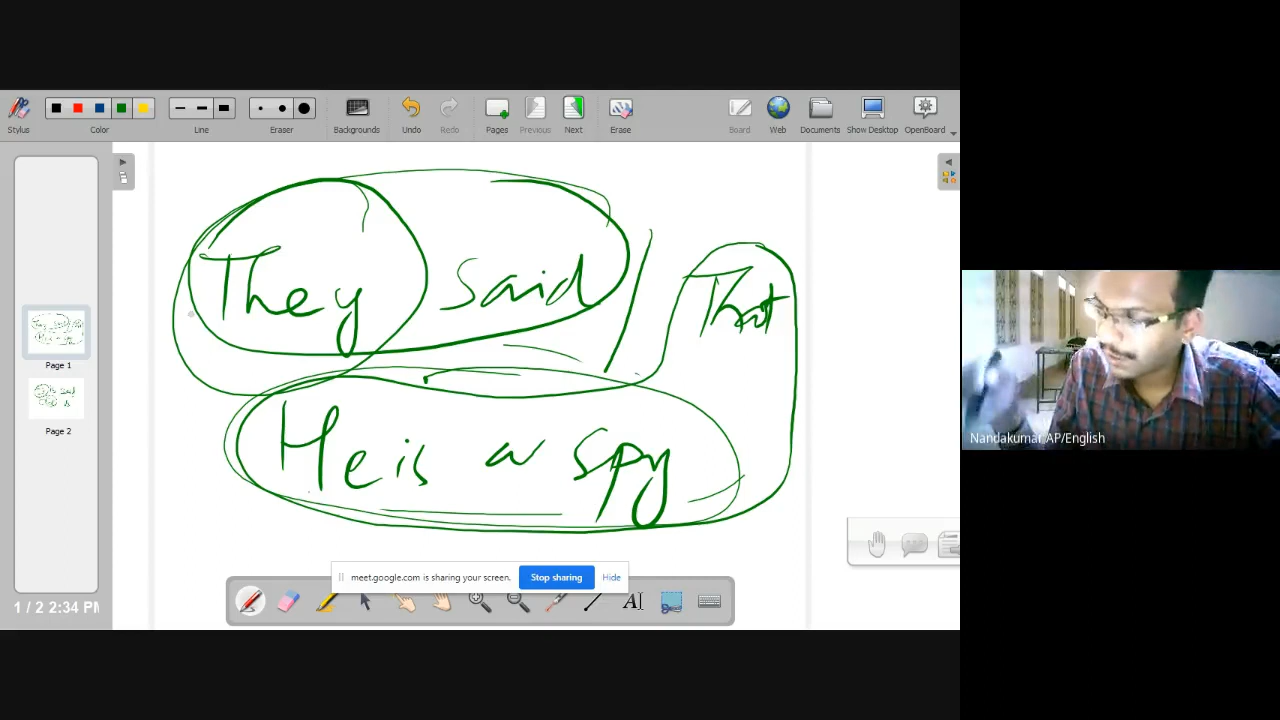 Stylus
Color
Line
Eraser
Backgrounds
Undo
Redo
Pages
Previous
Next
Erase
Board
Web
Documents
Show Desktop
OpenBoard
They said / That
He is a spy
Page 1
Page 2
Nandakumar AP/English
meet.google.com is sharing your screen.
Stop sharing
Hide
1 / 2 2:34 PM